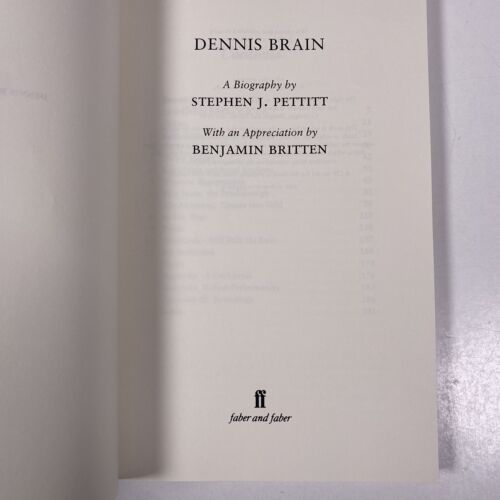 DENNIS BRAIN
A Biography by
STEPHEN J. PETTITT
With an Appreciation by
BENJAMIN BRITTEN
ff
faber and faber